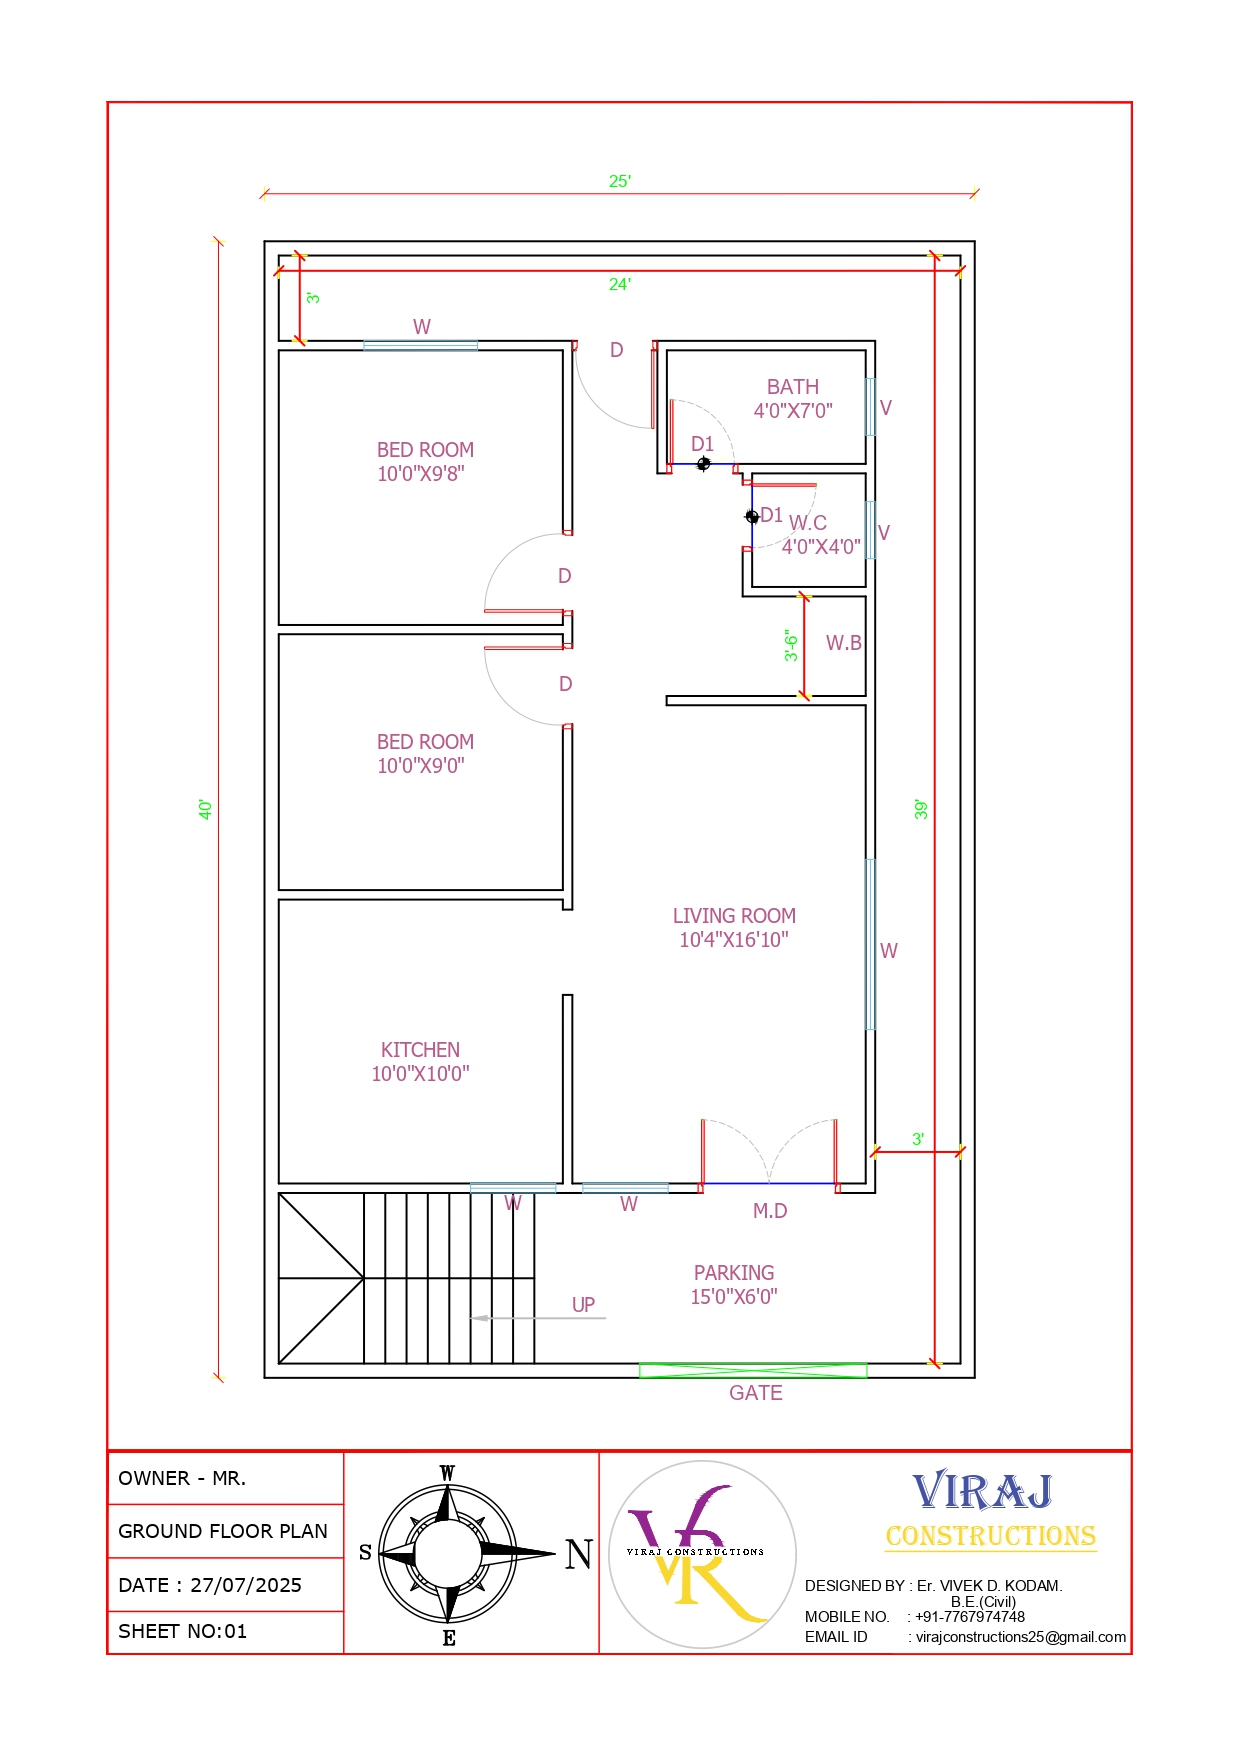 25'
24'
3'
W
D
BATH
4'0"X7'0"
V
D1
BED ROOM
10'0"X9'8"
D1
W.C
4'0"X4'0"
V
D
3'-6"
W.B
D
BED ROOM
10'0"X9'0"
40'
39'
LIVING ROOM
10'4"X16'10"
W
KITCHEN
10'0"X10'0"
3'
W
W
M.D
PARKING
15'0"X6'0"
UP
GATE
OWNER - MR.
GROUND FLOOR PLAN
DATE : 27/07/2025
SHEET NO:01
W
S
N
E
VR
VIRAJ CONSTRUCTIONS
VIRAJ
CONSTRUCTIONS
DESIGNED BY : Er. VIVEK D. KODAM.
B.E.(Civil)
MOBILE NO. : +91-7767974748
EMAIL ID : virajconstructions25@gmail.com